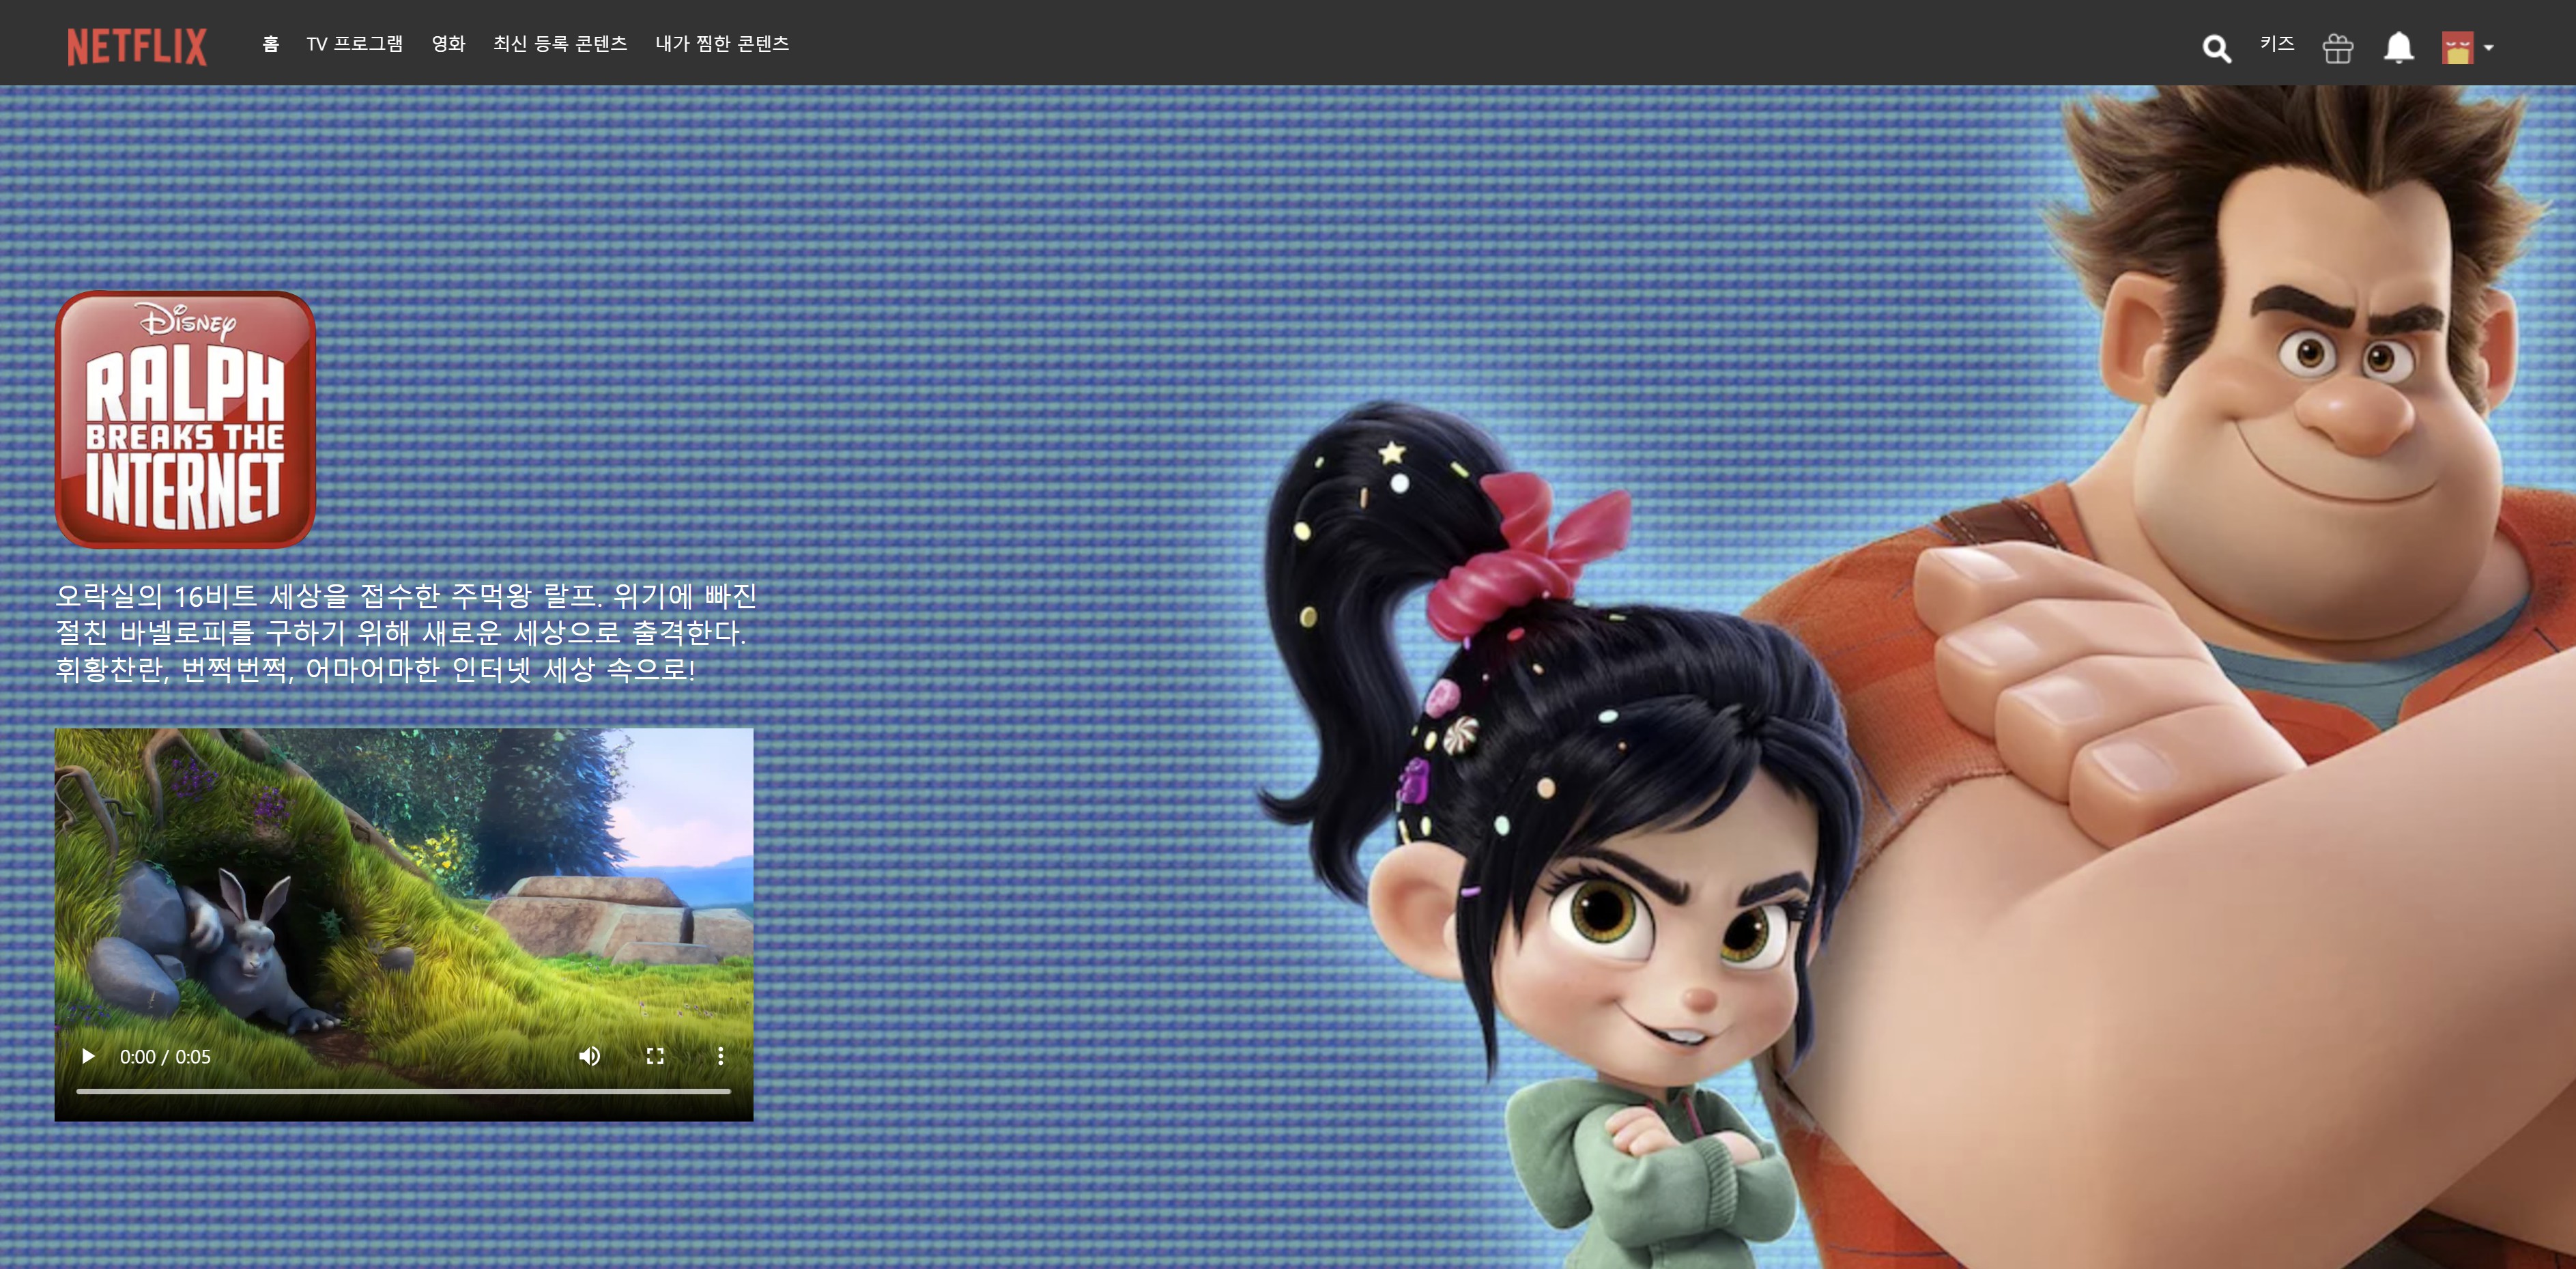 NETFLIX 홈 TV 프로그램 영화 최신 등록 콘텐츠 내가 찜한 콘텐츠 키즈
Disney
RALPH
BREAKS THE
INTERNET
오락실의 16비트 세상을 접수한 주먹왕 랄프. 위기에 빠진
절친 바넬로피를 구하기 위해 새로운 세상으로 출격한다.
휘황찬란, 번쩍번쩍, 어마어마한 인터넷 세상 속으로!
0:00 / 0:05